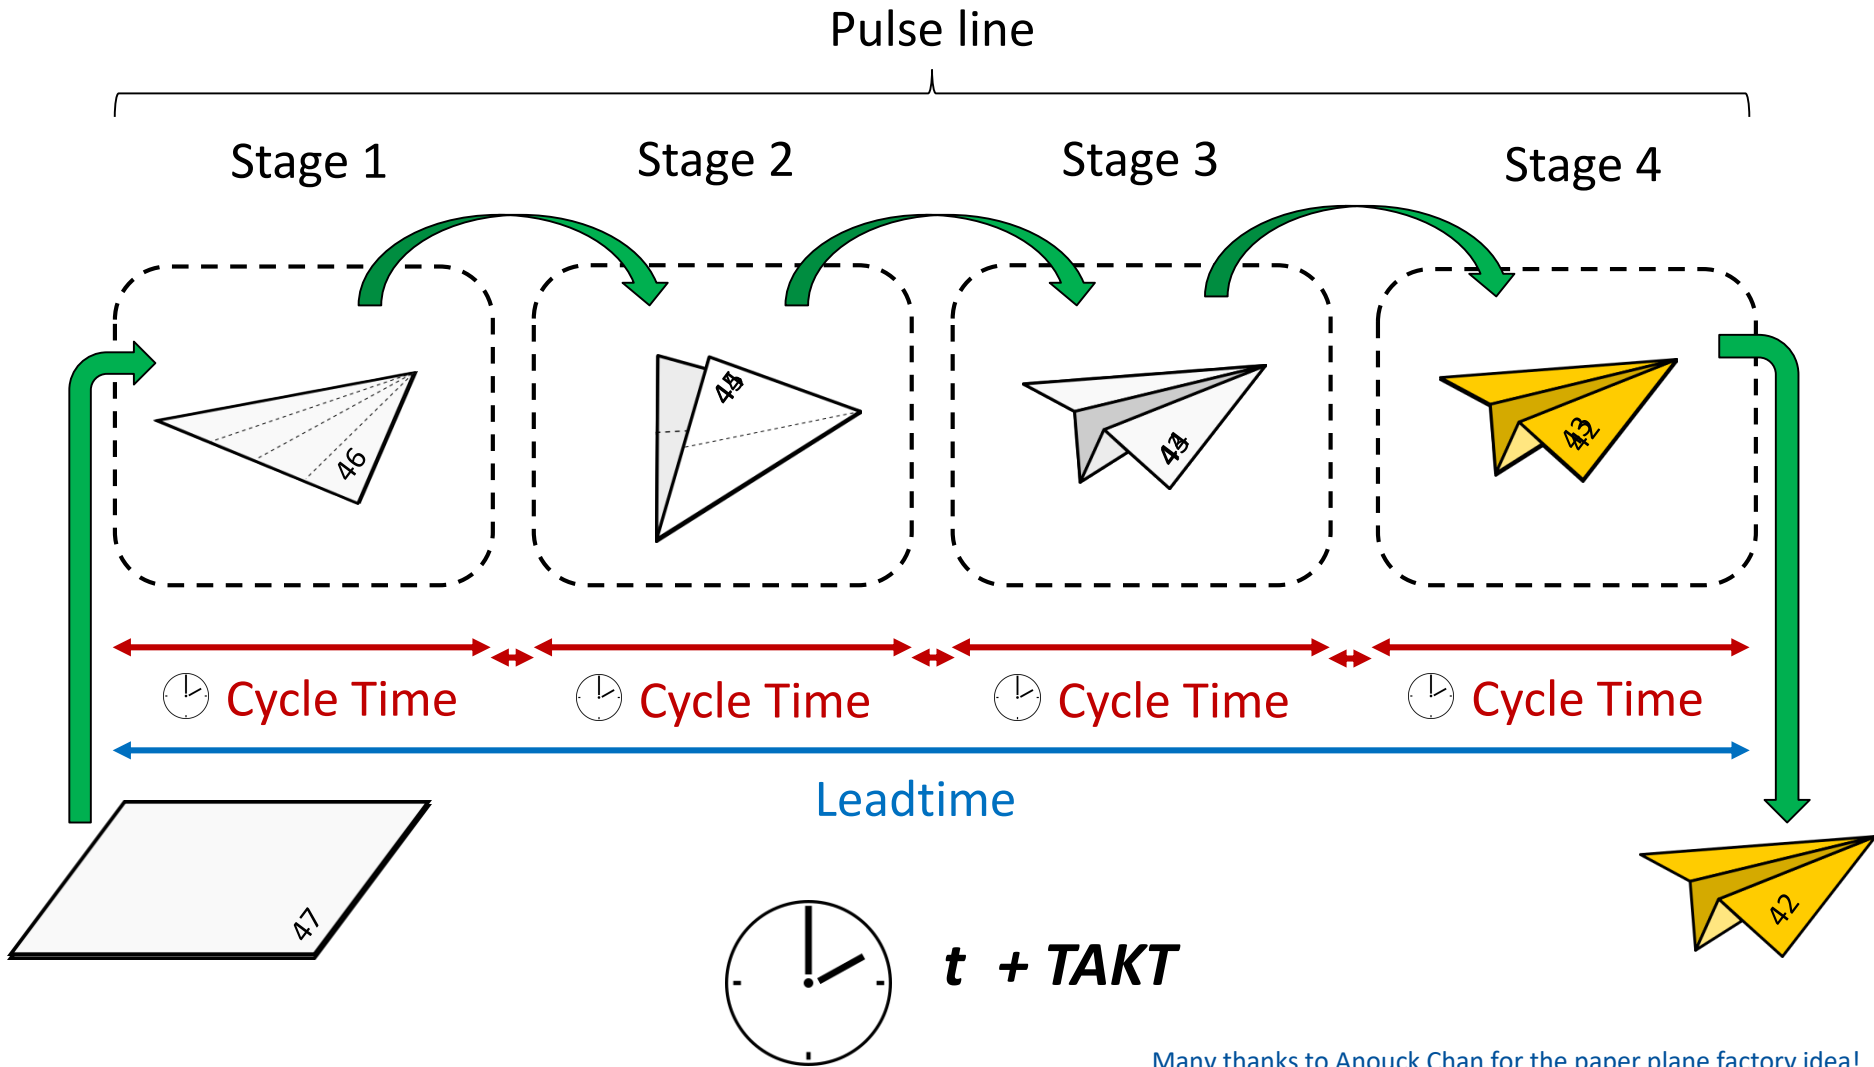 Pulse line
Stage 1
Stage 2
Stage 3
Stage 4
46
47
42
Cycle Time
Cycle Time
Cycle Time
Cycle Time
Leadtime
t + TAKT
Many thanks to Anouck Chan for the paper plane factory idea!